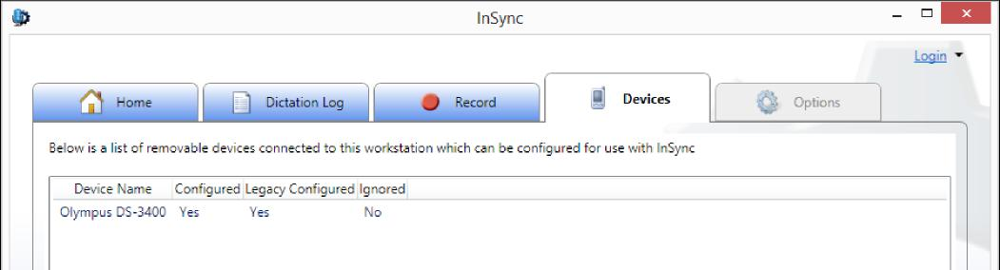 InSync
Login
Home Dictation Log Record Devices Options
Below is a list of removable devices connected to this workstation which can be configured for use with InSync
Device Name Configured Legacy Configured Ignored
Olympus DS-3400 Yes Yes No